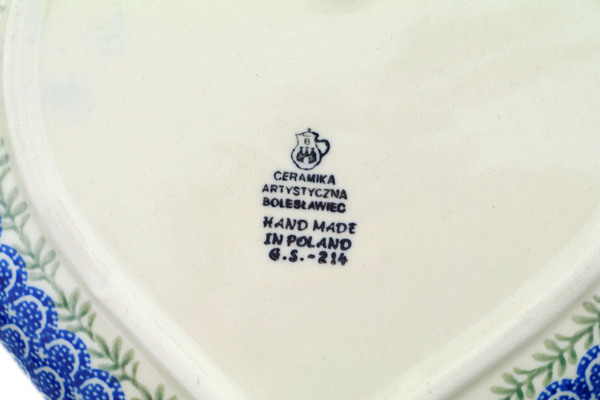 B
CERAMIKA
ARTYSTYCZNA
BOLESŁAWIEC
HAND MADE
IN POLAND
G.S.-214